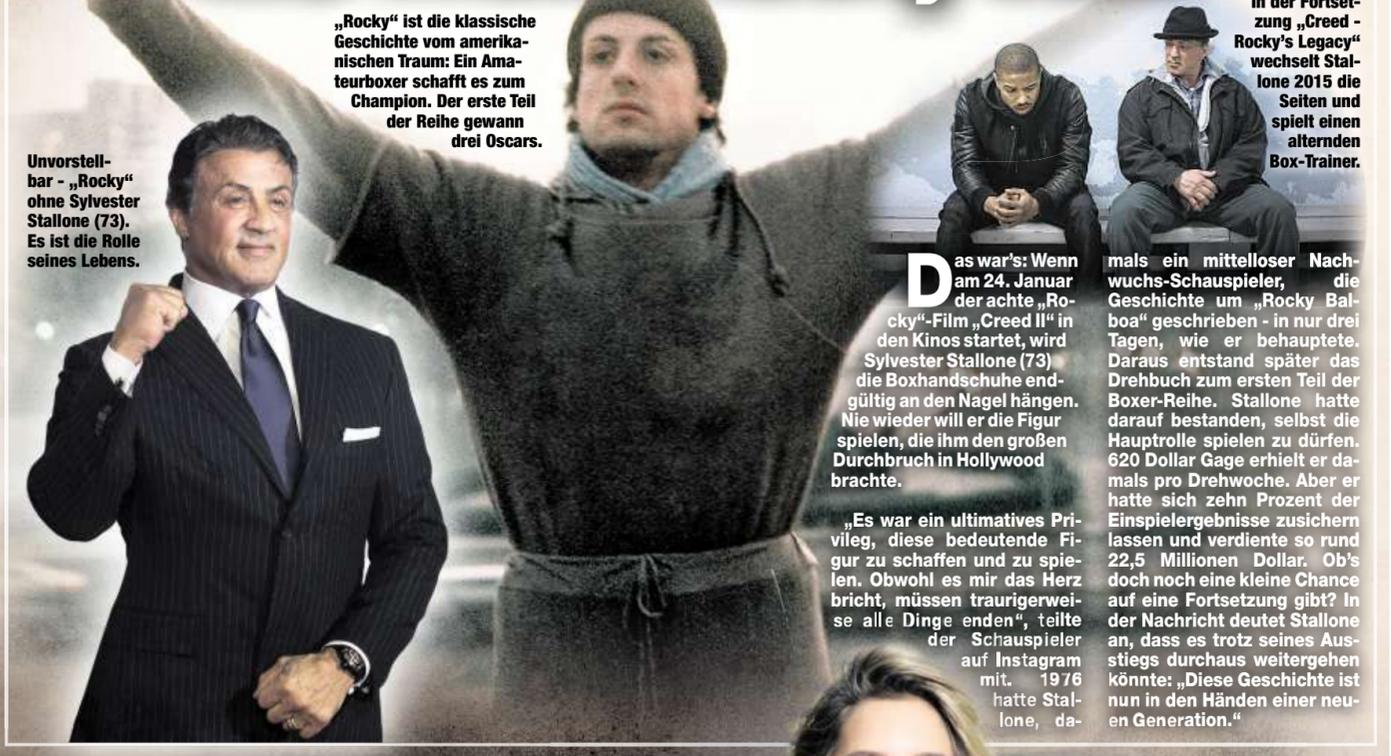 „Rocky“ ist die klassische
Geschichte vom amerika-
nischen Traum: Ein Ama-
teurboxer schafft es zum
Champion. Der erste Teil
der Reihe gewann
drei Oscars.
Unvorstell-
bar - „Rocky“
ohne Sylvester
Stallone (73).
Es ist die Rolle
seines Lebens.
In der Fortset-
zung „Creed -
Rocky’s Legacy“
wechselt Stal-
lone 2015 die
Seiten und
spielt einen
alternden
Box-Trainer.
Das war’s: Wenn
am 24. Januar
der achte „Ro-
cky“-Film „Creed II“ in
den Kinos startet, wird
Sylvester Stallone (73)
die Boxhandschuhe end-
gültig an den Nagel hängen.
Nie wieder will er die Figur
spielen, die ihm den großen
Durchbruch in Hollywood
brachte.
„Es war ein ultimatives Pri-
vileg, diese bedeutende Fi-
gur zu schaffen und zu spie-
len. Obwohl es mir das Herz
bricht, müssen traurigerwei-
se alle Dinge enden“, teilte
der Schauspieler
auf Instagram
mit. 1976
hatte Stal-
lone, da-
mals ein mittelloser Nach-
wuchs-Schauspieler, die
Geschichte um „Rocky Bal-
boa“ geschrieben - in nur drei
Tagen, wie er behauptete.
Daraus entstand später das
Drehbuch zum ersten Teil der
Boxer-Reihe. Stallone hatte
darauf bestanden, selbst die
Hauptrolle spielen zu dürfen.
620 Dollar Gage erhielt er da-
mals pro Drehwoche. Aber er
hatte sich zehn Prozent der
Einspielergebnisse zusichern
lassen und verdiente so rund
22,5 Millionen Dollar. Ob’s
doch noch eine kleine Chance
auf eine Fortsetzung gibt? In
der Nachricht deutet Stallone
an, dass es trotz seines Aus-
stiegs durchaus weitergehen
könnte: „Diese Geschichte ist
nun in den Händen einer neu-
en Generation.“